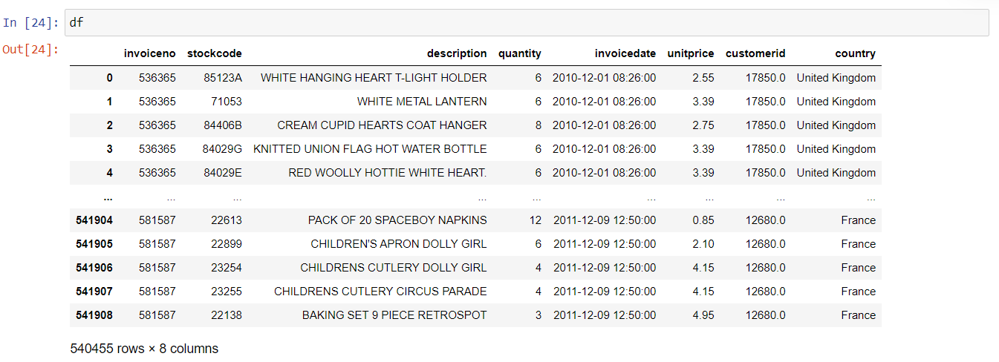 In [24]: df
Out[24]:
invoiceno stockcode description quantity invoicedate unitprice customerid country
0 536365 85123A WHITE HANGING HEART T-LIGHT HOLDER 6 2010-12-01 08:26:00 2.55 17850.0 United Kingdom
1 536365 71053 WHITE METAL LANTERN 6 2010-12-01 08:26:00 3.39 17850.0 United Kingdom
2 536365 84406B CREAM CUPID HEARTS COAT HANGER 8 2010-12-01 08:26:00 2.75 17850.0 United Kingdom
3 536365 84029G KNITTED UNION FLAG HOT WATER BOTTLE 6 2010-12-01 08:26:00 3.39 17850.0 United Kingdom
4 536365 84029E RED WOOLLY HOTTIE WHITE HEART. 6 2010-12-01 08:26:00 3.39 17850.0 United Kingdom
... ... ... ... ... ... ... ... ...
541904 581587 22613 PACK OF 20 SPACEBOY NAPKINS 12 2011-12-09 12:50:00 0.85 12680.0 France
541905 581587 22899 CHILDREN'S APRON DOLLY GIRL 6 2011-12-09 12:50:00 2.10 12680.0 France
541906 581587 23254 CHILDRENS CUTLERY DOLLY GIRL 4 2011-12-09 12:50:00 4.15 12680.0 France
541907 581587 23255 CHILDRENS CUTLERY CIRCUS PARADE 4 2011-12-09 12:50:00 4.15 12680.0 France
541908 581587 22138 BAKING SET 9 PIECE RETROSPOT 3 2011-12-09 12:50:00 4.95 12680.0 France
540455 rows × 8 columns